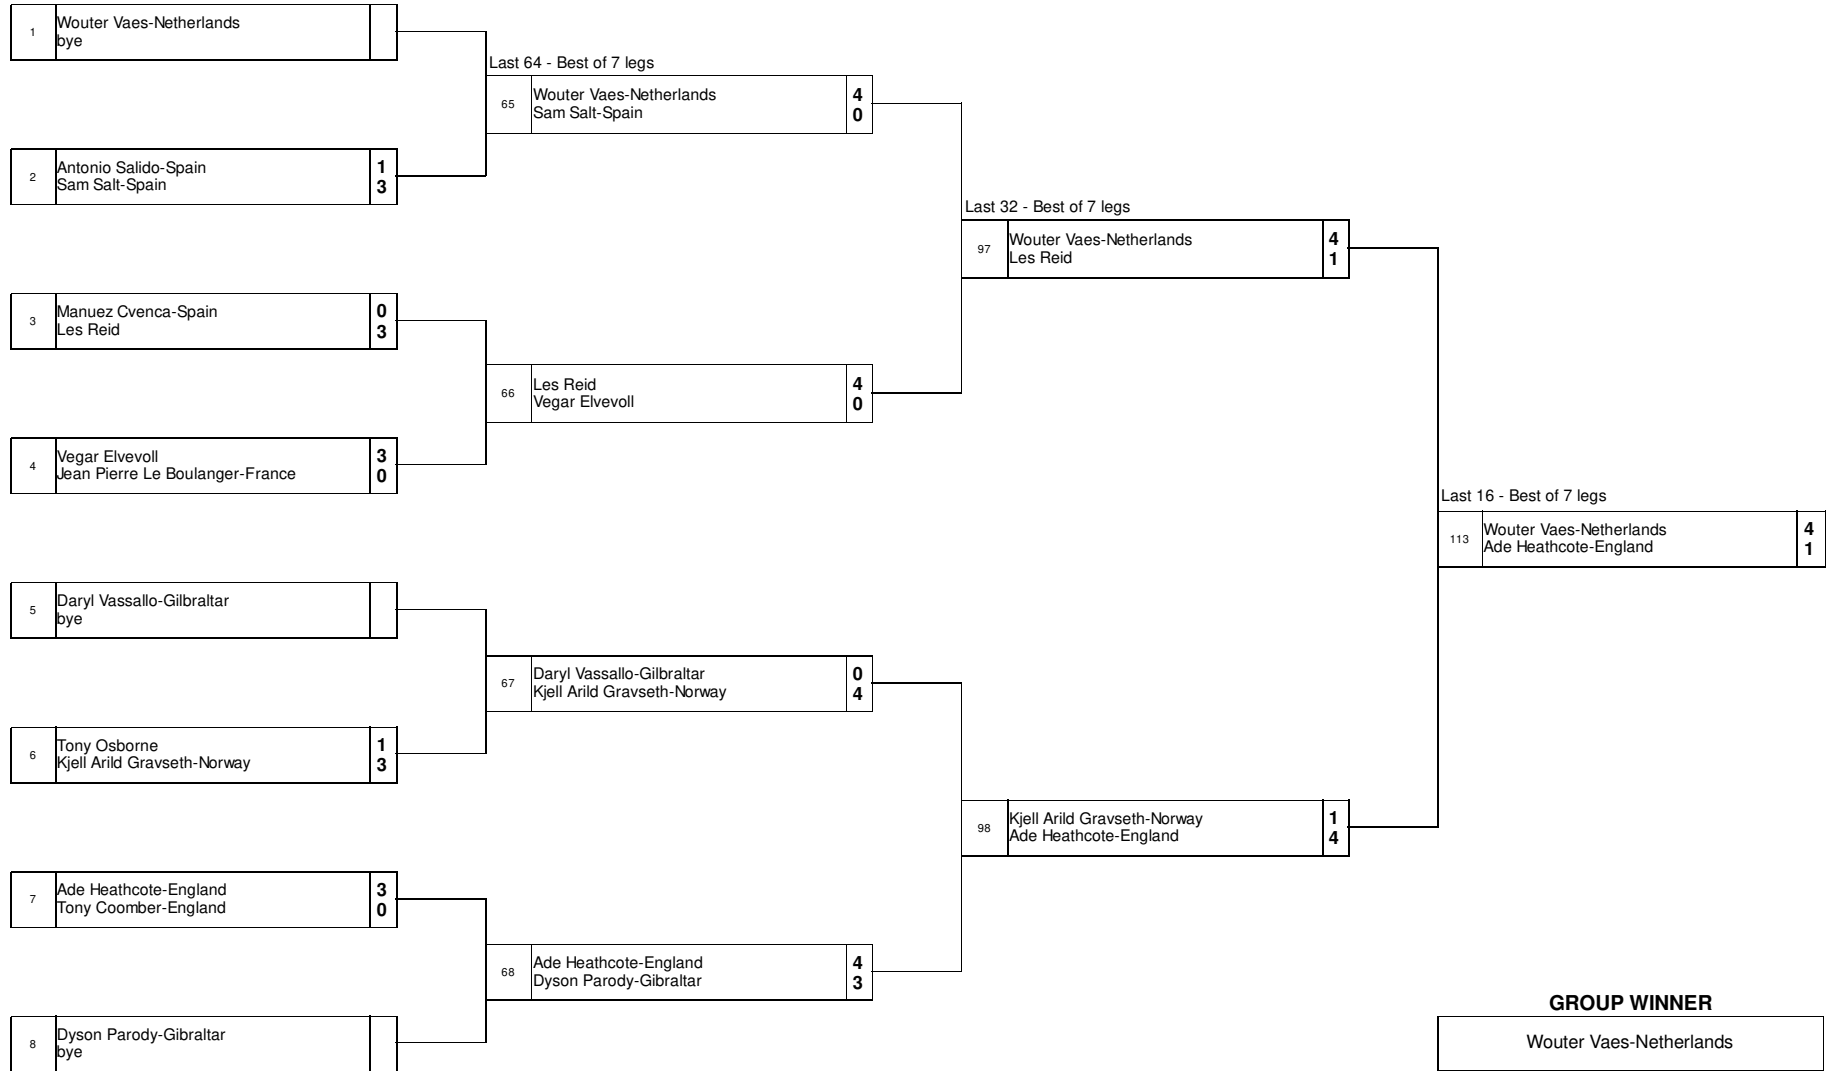 1
Wouter Vaes-Netherlands
bye
Last 64 - Best of 7 legs
65
Wouter Vaes-Netherlands 4
Sam Salt-Spain 0
2
Antonio Salido-Spain 1
Sam Salt-Spain 3
Last 32 - Best of 7 legs
97
Wouter Vaes-Netherlands 4
Les Reid 1
3
Manuez Cvenca-Spain 0
Les Reid 3
66
Les Reid 4
Vegar Elvevoll 0
4
Vegar Elvevoll 3
Jean Pierre Le Boulanger-France 0
Last 16 - Best of 7 legs
113
Wouter Vaes-Netherlands 4
Ade Heathcote-England 1
5
Daryl Vassallo-Gilbraltar
bye
67
Daryl Vassallo-Gilbraltar 0
Kjell Arild Gravseth-Norway 4
6
Tony Osborne 1
Kjell Arild Gravseth-Norway 3
98
Kjell Arild Gravseth-Norway 1
Ade Heathcote-England 4
7
Ade Heathcote-England 3
Tony Coomber-England 0
68
Ade Heathcote-England 4
Dyson Parody-Gibraltar 3
8
Dyson Parody-Gibraltar
bye
GROUP WINNER
Wouter Vaes-Netherlands